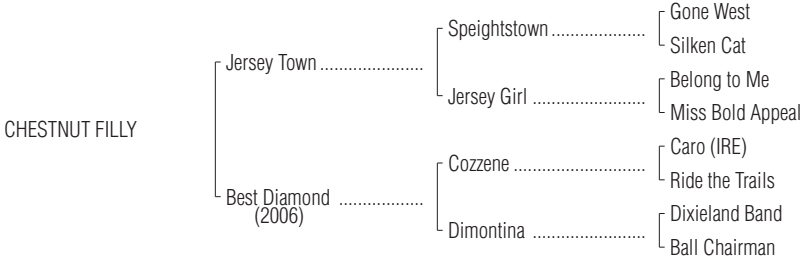 Gone West
Speightstown ....................
Silken Cat
Jersey Town ......................
Belong to Me
Jersey Girl ........................
Miss Bold Appeal
CHESTNUT FILLY
Caro (IRE)
Cozzene ............................
Ride the Trails
Best Diamond ..................
(2006)
Dixieland Band
Dimontina ........................
Ball Chairman